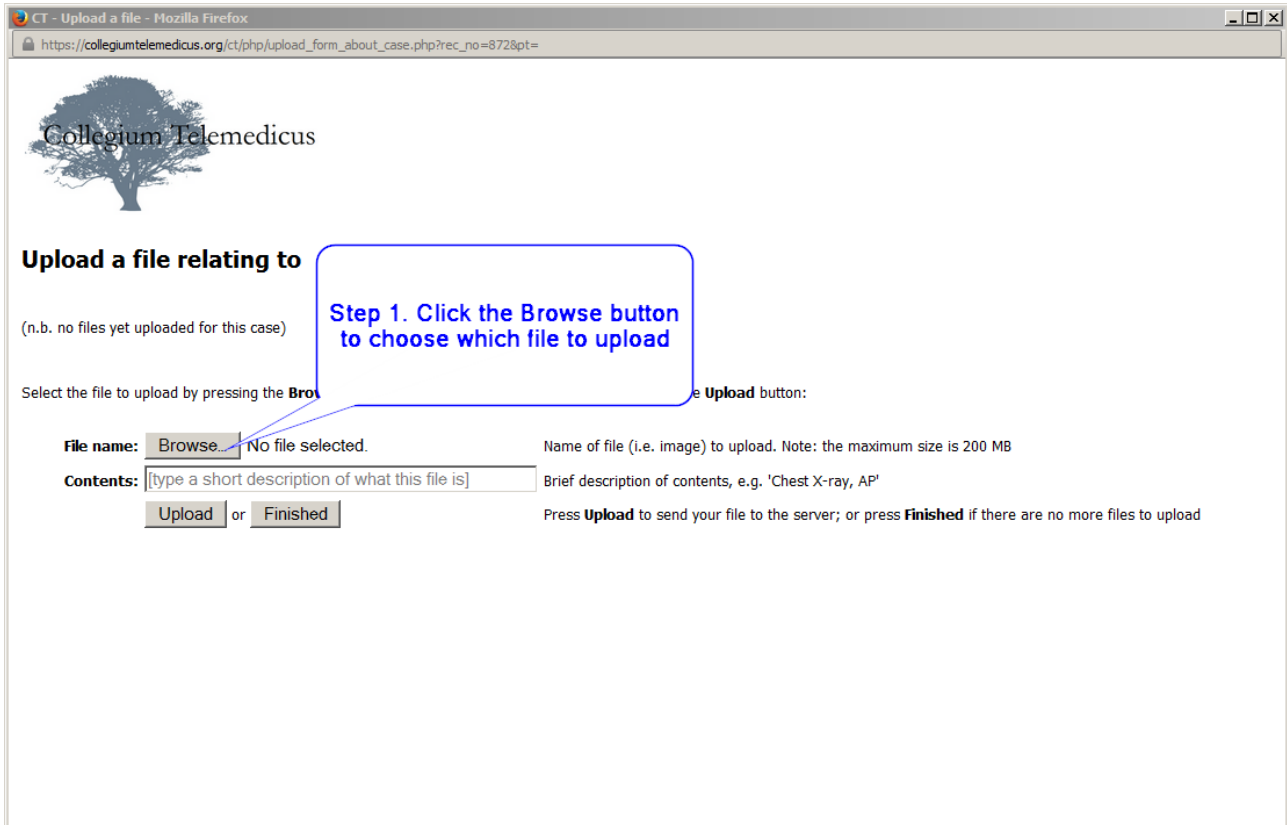 CT - Upload a file - Mozilla Firefox
https://collegiumtelemedicus.org/ct/php/upload_form_about_case.php?rec_no=872&pt=
Collegium Telemedicus
Upload a file relating to
Step 1. Click the Browse button
to choose which file to upload
(n.b. no files yet uploaded for this case)
Select the file to upload by pressing the Upload button:
File name: Browse... No file selected. Name of file (i.e. image) to upload. Note: the maximum size is 200 MB
Contents: [type a short description of what this file is] Brief description of contents, e.g. 'Chest X-ray, AP'
Upload or Finished Press Upload to send your file to the server; or press Finished if there are no more files to upload